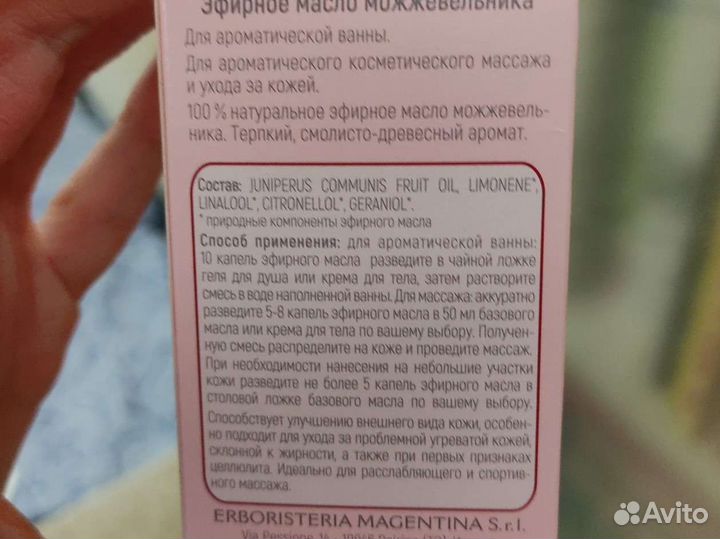 Эфирное масло можжевельника
Для ароматической ванны.
Для ароматического косметического массажа
и ухода за кожей.
100 % натуральное эфирное масло можжевель-
ника. Терпкий, смолисто-древесный аромат.
Состав: JUNIPERUS COMMUNIS FRUIT OIL, LIMONENE*,
LINALOOL*, CITRONELLOL*, GERANIOL*.
* природные компоненты эфирного масла
Способ применения: для ароматической ванны:
10 капель эфирного масла разведите в чайной ложке
геля для душа или крема для тела, затем растворите
смесь в воде наполненной ванны. Для массажа: аккуратно
разведите 5-8 капель эфирного масла в 50 мл базового
масла или крема для тела по вашему выбору. Получен-
ную смесь распределите на коже и проведите массаж.
При необходимости нанесения на небольшие участки
кожи разведите не более 5 капель эфирного масла в
столовой ложке базового масла по вашему выбору.
Способствует улучшению внешнего вида кожи, особен-
но подходит для ухода за проблемной угреватой кожей,
склонной к жирности, а также при первых признаках
целлюлита. Идеально для расслабляющего и спортив-
ного массажа.
ERBORISTERIA MAGENTINA S.r.l.
Via Pessione, 14 - 10046
Avito